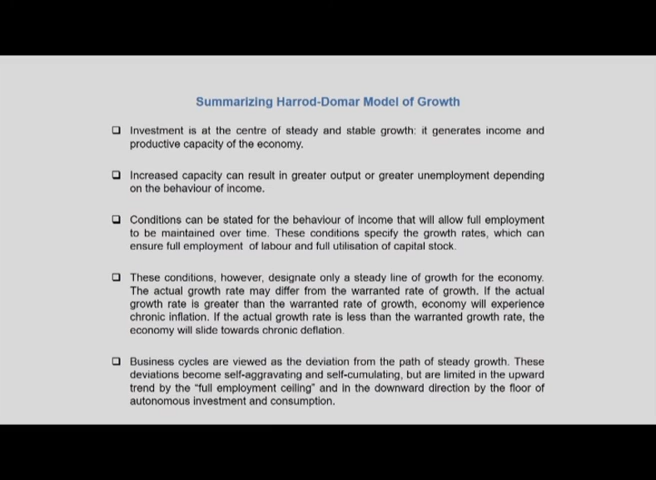 Summarizing Harrod-Domar Model of Growth
❑ Investment is at the centre of steady and stable growth: it generates income and
productive capacity of the economy.
❑ Increased capacity can result in greater output or greater unemployment depending
on the behaviour of income.
❑ Conditions can be stated for the behaviour of income that will allow full employment
to be maintained over time. These conditions specify the growth rates, which can
ensure full employment of labour and full utilisation of capital stock.
❑ These conditions, however, designate only a steady line of growth for the economy.
The actual growth rate may differ from the warranted rate of growth. If the actual
growth rate is greater than the warranted rate of growth, economy will experience
chronic inflation. If the actual growth rate is less than the warranted growth rate, the
economy will slide towards chronic deflation.
❑ Business cycles are viewed as the deviation from the path of steady growth. These
deviations become self-aggravating and self-cumulating, but are limited in the upward
trend by the “full employment ceiling” and in the downward direction by the floor of
autonomous investment and consumption.